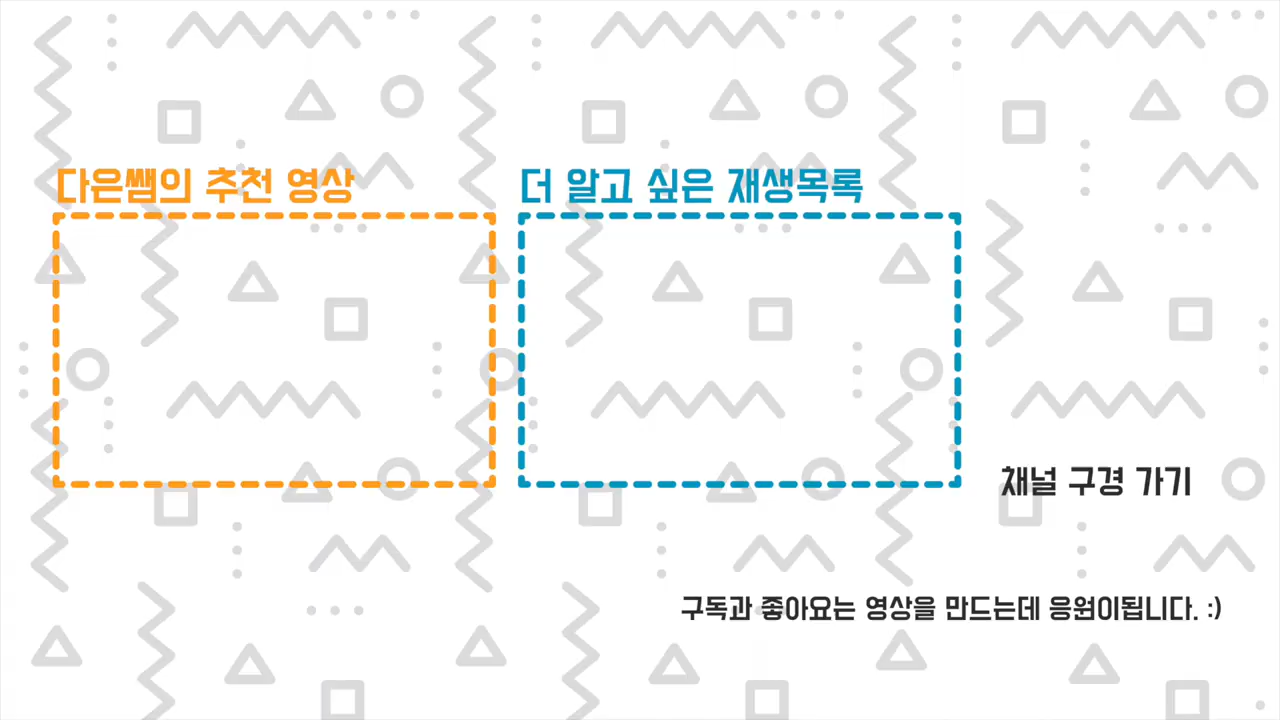 다은쌤의 추천 영상
더 알고 싶은 재생목록
채널 구경 가기
구독과 좋아요는 영상을 만드는데 응원이됩니다. :)